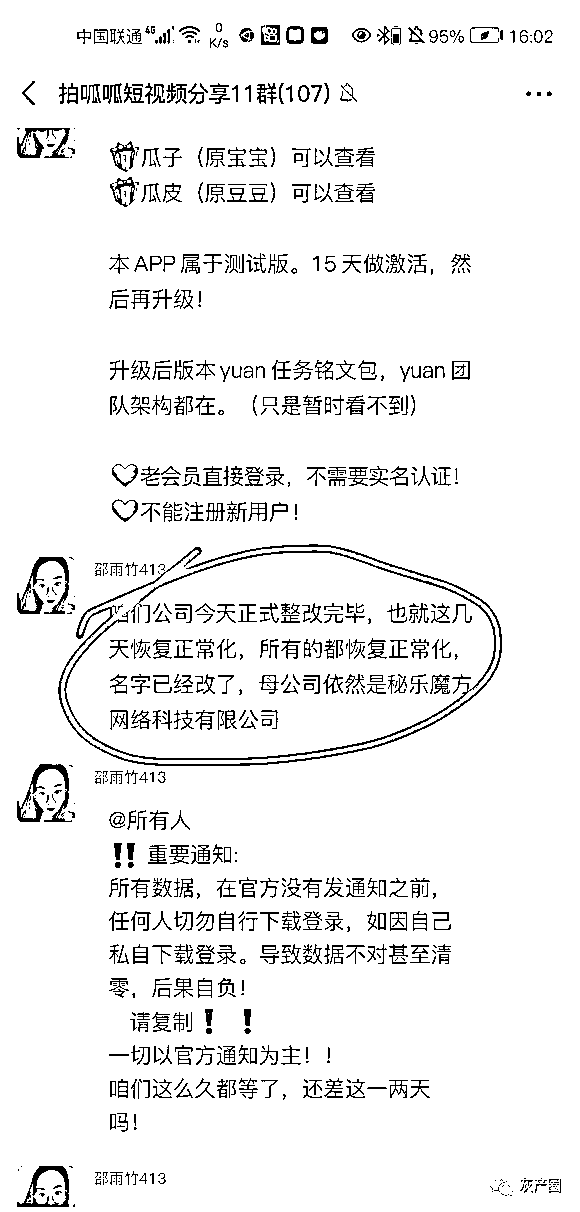 中国联通 4G 0 K/s 95% 16:02
拍呱呱短视频分享11群(107)
瓜子（原宝宝）可以查看
瓜皮（原豆豆）可以查看
本APP属于测试版。15天做激活，然
后再升级！
升级后版本yuan任务铭文包，yuan团
队架构都在。（只是暂时看不到）
老会员直接登录，不需要实名认证！
不能注册新用户！
邵雨竹413
咱们公司今天正式整改完毕，也就这几
天恢复正常化，所有的都恢复正常化，
名字已经改了，母公司依然是秘乐魔方
网络科技有限公司
邵雨竹413
@所有人
‼ 重要通知:
所有数据，在官方没有发通知之前，
任何人切勿自行下载登录，如因自己
私自下载登录。导致数据不对甚至清
零，后果自负！
请复制❗❗
一切以官方通知为主！！
咱们这么久都等了，还差这一两天
吗！
邵雨竹413
灰产圈